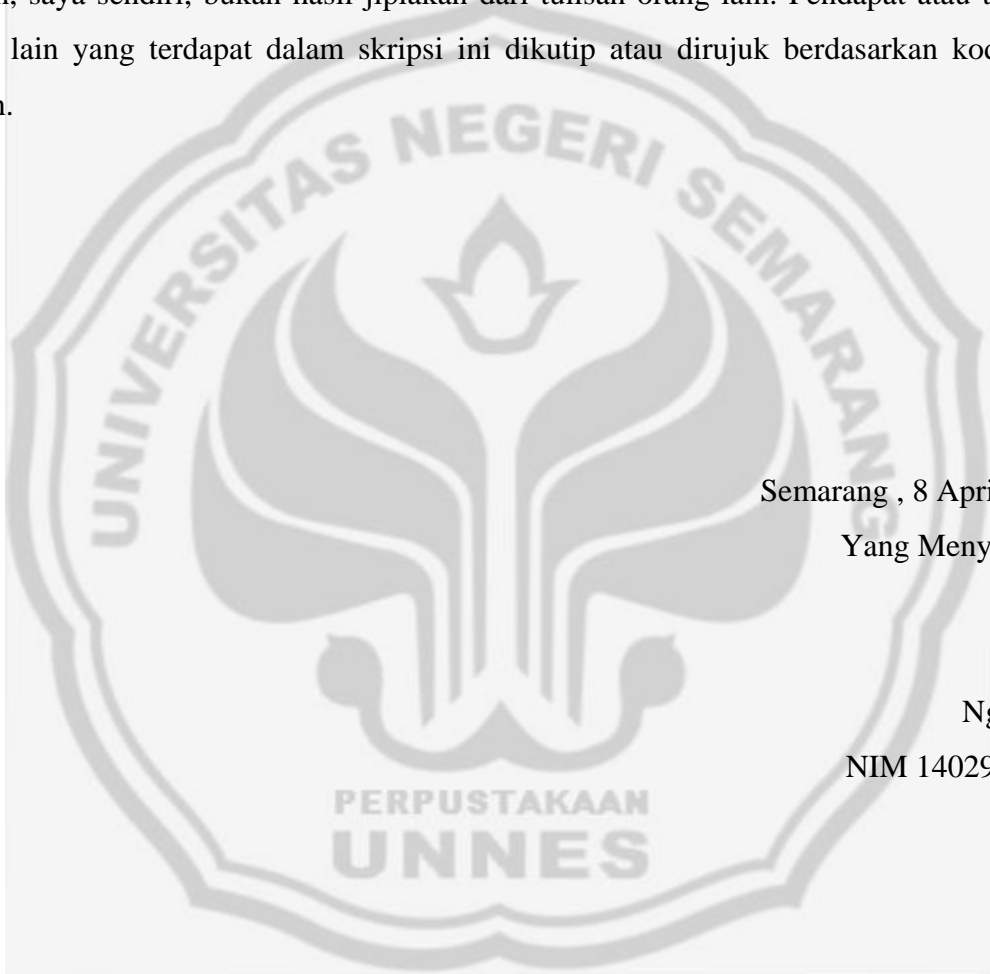 saya sendiri, bukan hasil jiplakan dari tulisan orang lain. Pendapat atau
lain yang terdapat dalam skripsi ini dikutip atau dirujuk berdasarkan
UNIVERSITAS NEGERI SEMARANG
Semarang , 8 Apri
Yang Meny
Ng
NIM 14029
PERPUSTAKAAN
UNNES